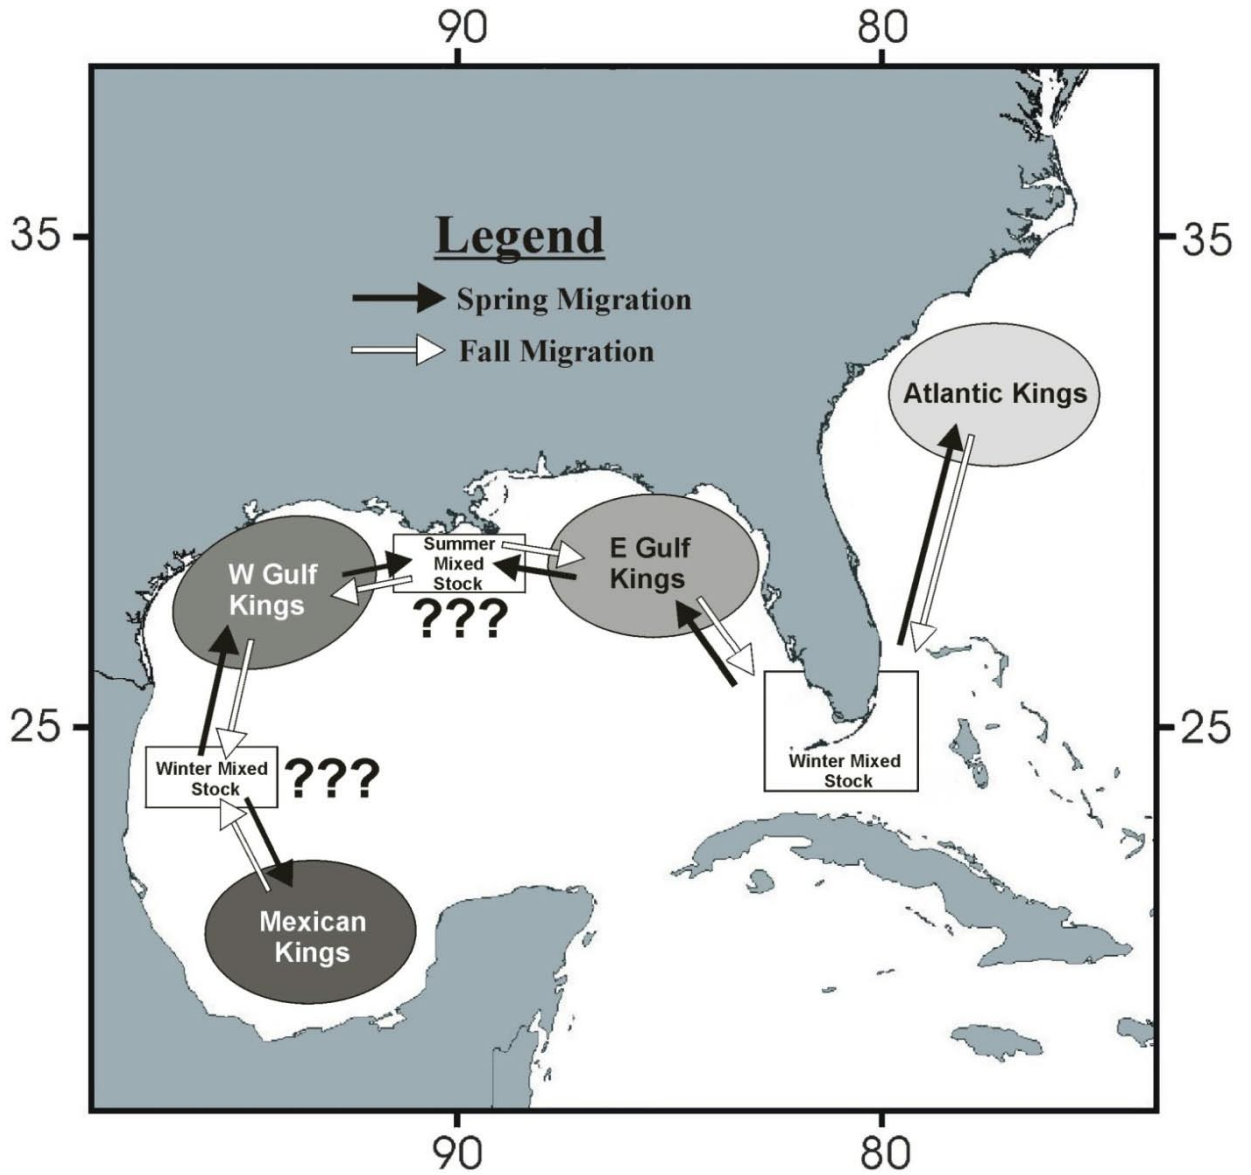 90
80
35
35
Legend
Spring Migration
Fall Migration
Atlantic Kings
W Gulf
Kings
Summer
Mixed
Stock
???
E Gulf
Kings
25
25
Winter Mixed
Stock
???
Winter Mixed
Stock
Mexican
Kings
90
80